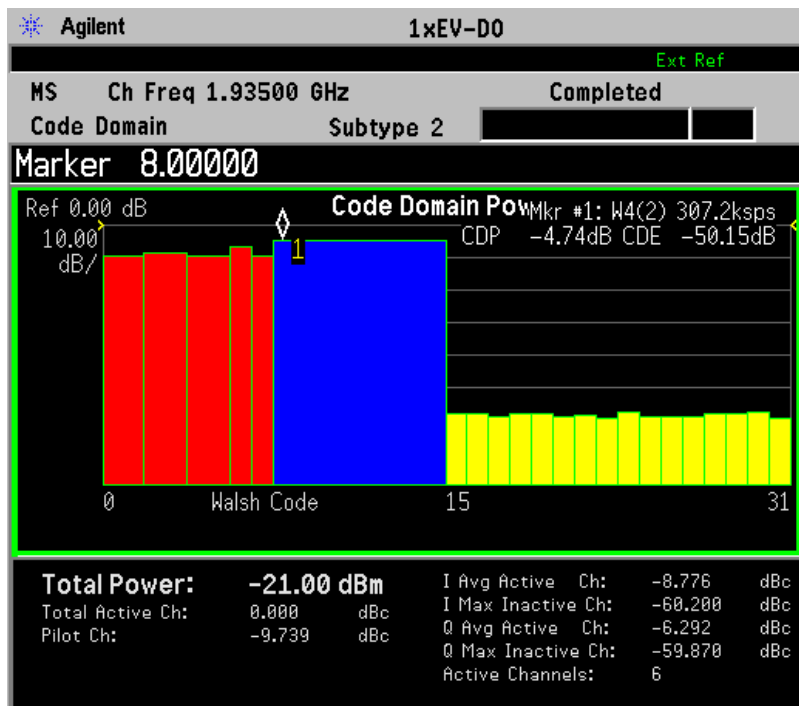 Agilent 1xEV-DO
Ext Ref
MS Ch Freq 1.93500 GHz Completed
Code Domain Subtype 2
Marker 8.00000
Ref 0.00 dB Code Domain Pow Mkr #1: W4(2) 307.2ksps
10.00 CDP -4.74dB CDE -50.15dB
dB/
1
0 Walsh Code 15 31
Total Power: -21.00 dBm
Total Active Ch: 0.000 dBc
Pilot Ch: -9.739 dBc
I Avg Active Ch: -8.776 dBc
I Max Inactive Ch: -60.200 dBc
Q Avg Active Ch: -6.292 dBc
Q Max Inactive Ch: -59.870 dBc
Active Channels: 6